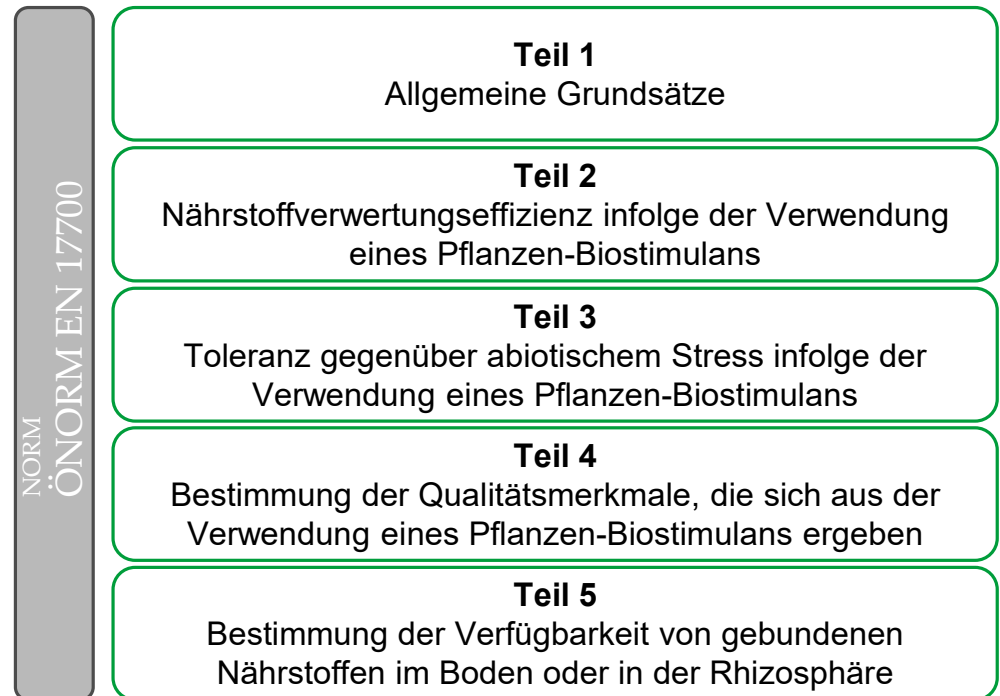 NORM
ÖNORM EN 17700
Teil 1
Allgemeine Grundsätze
Teil 2
Nährstoffverwertungseffizienz infolge der Verwendung
eines Pflanzen-Biostimulans
Teil 3
Toleranz gegenüber abiotischem Stress infolge der
Verwendung eines Pflanzen-Biostimulans
Teil 4
Bestimmung der Qualitätsmerkmale, die sich aus der
Verwendung eines Pflanzen-Biostimulans ergeben
Teil 5
Bestimmung der Verfügbarkeit von gebundenen
Nährstoffen im Boden oder in der Rhizosphäre